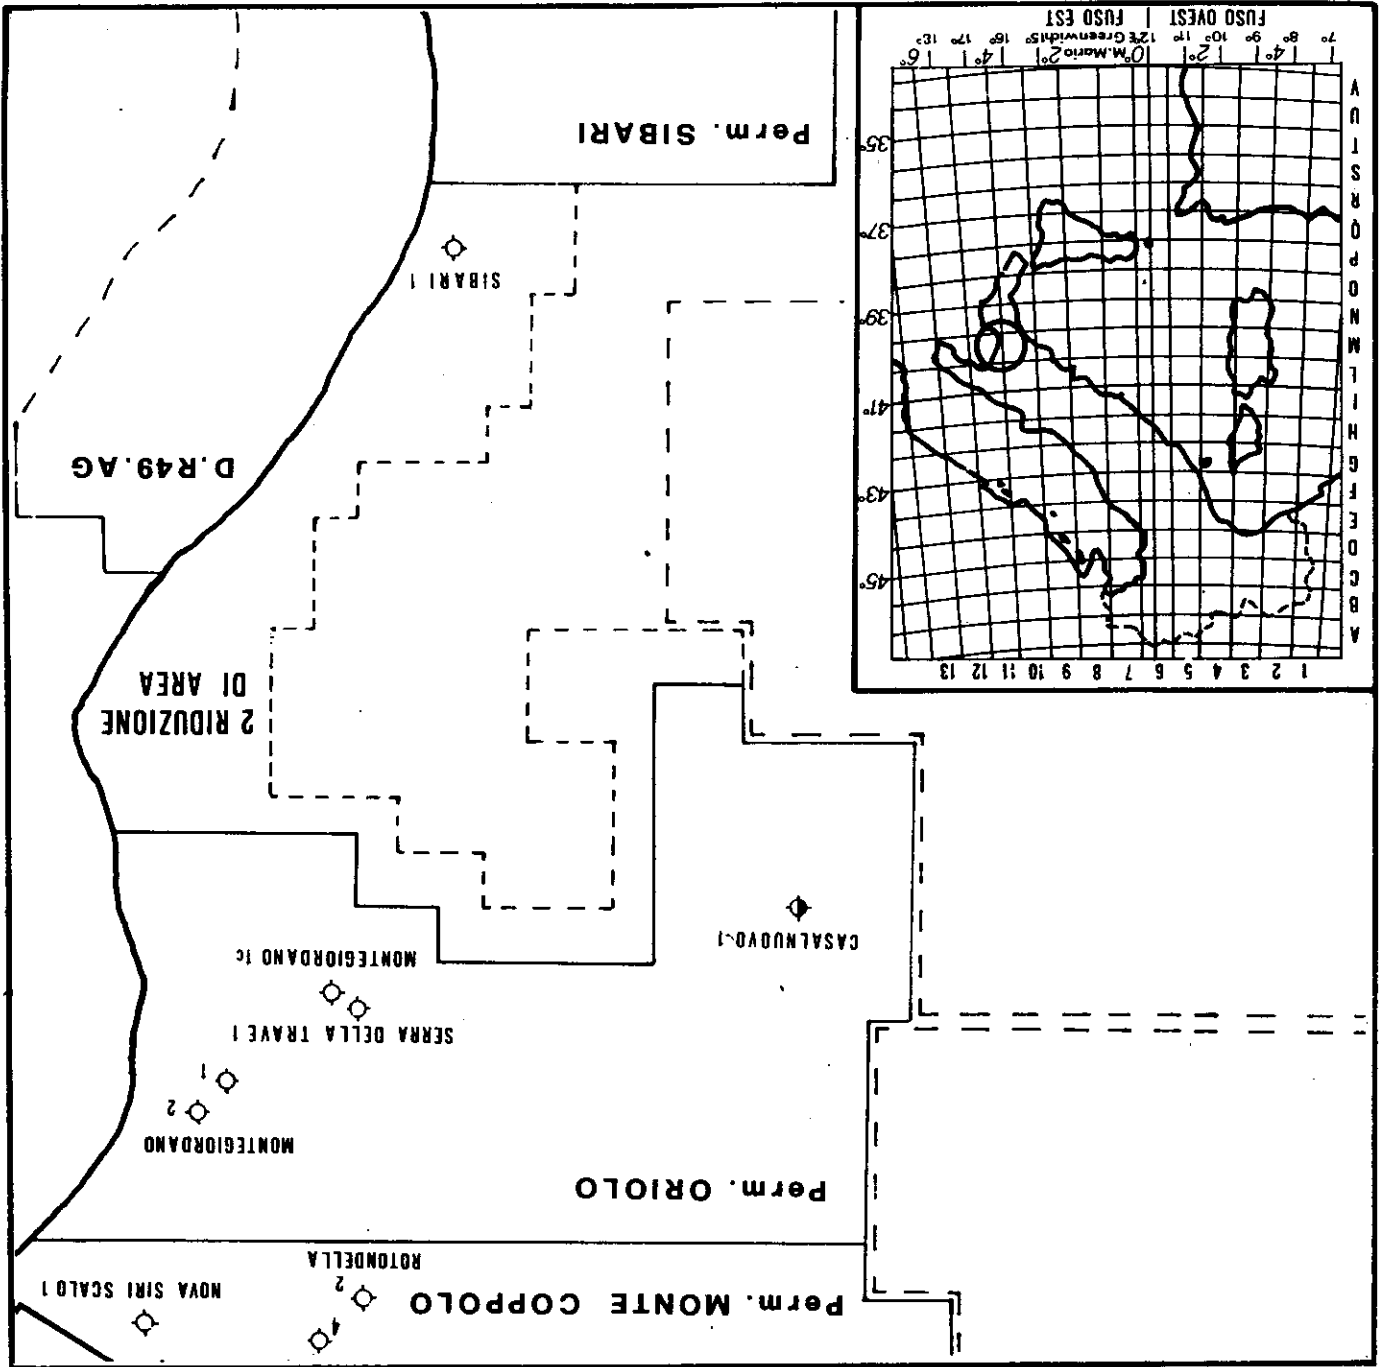 4
Perm. MONTE COPPOLO
2
ROTONDELLA
NOVA SIRI SCALO 1
Perm. ORIOLO
MONTEGIORDANO
2
1
SERRA DELLA TRAVE 1
MONTEGIORDANO 1c
CASALNUOVO-1
2 RIDUZIONE
DI AREA
D.R49.AG
SIBARI 1
Perm. SIBARI
1 2 3 4 5 6 7 8 9 10 11 12 13
A
B
C
D
E
F
G
H
I
L
M
N
O
P
Q
R
S
T
U
V
45°
43°
41°
39°
37°
35°
7° 8° 9° 10° 11° 12°E Greenwich 15° 16° 17° 18°
4° 2° 0° M.Mario 2° 4° 6°
FUSO OVEST | FUSO EST